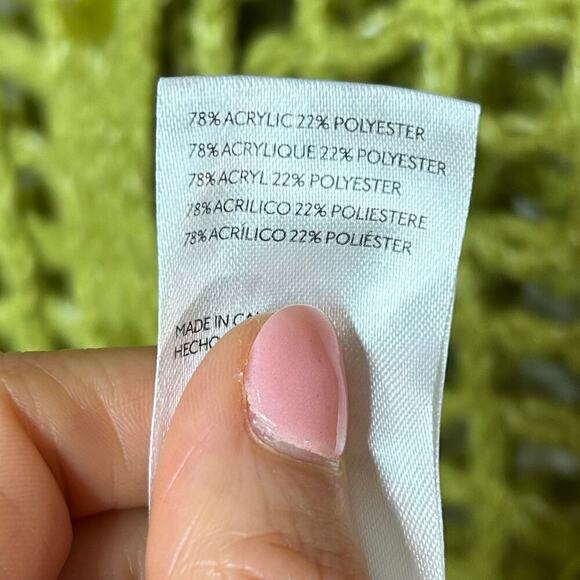 78% ACRYLIC 22% POLYESTER
78% ACRYLIQUE 22% POLYESTER
78% ACRYL 22% POLYESTER
78% ACRILICO 22% POLIESTERE
78% ACRÍLICO 22% POLIÉSTER
MADE IN
HECHO